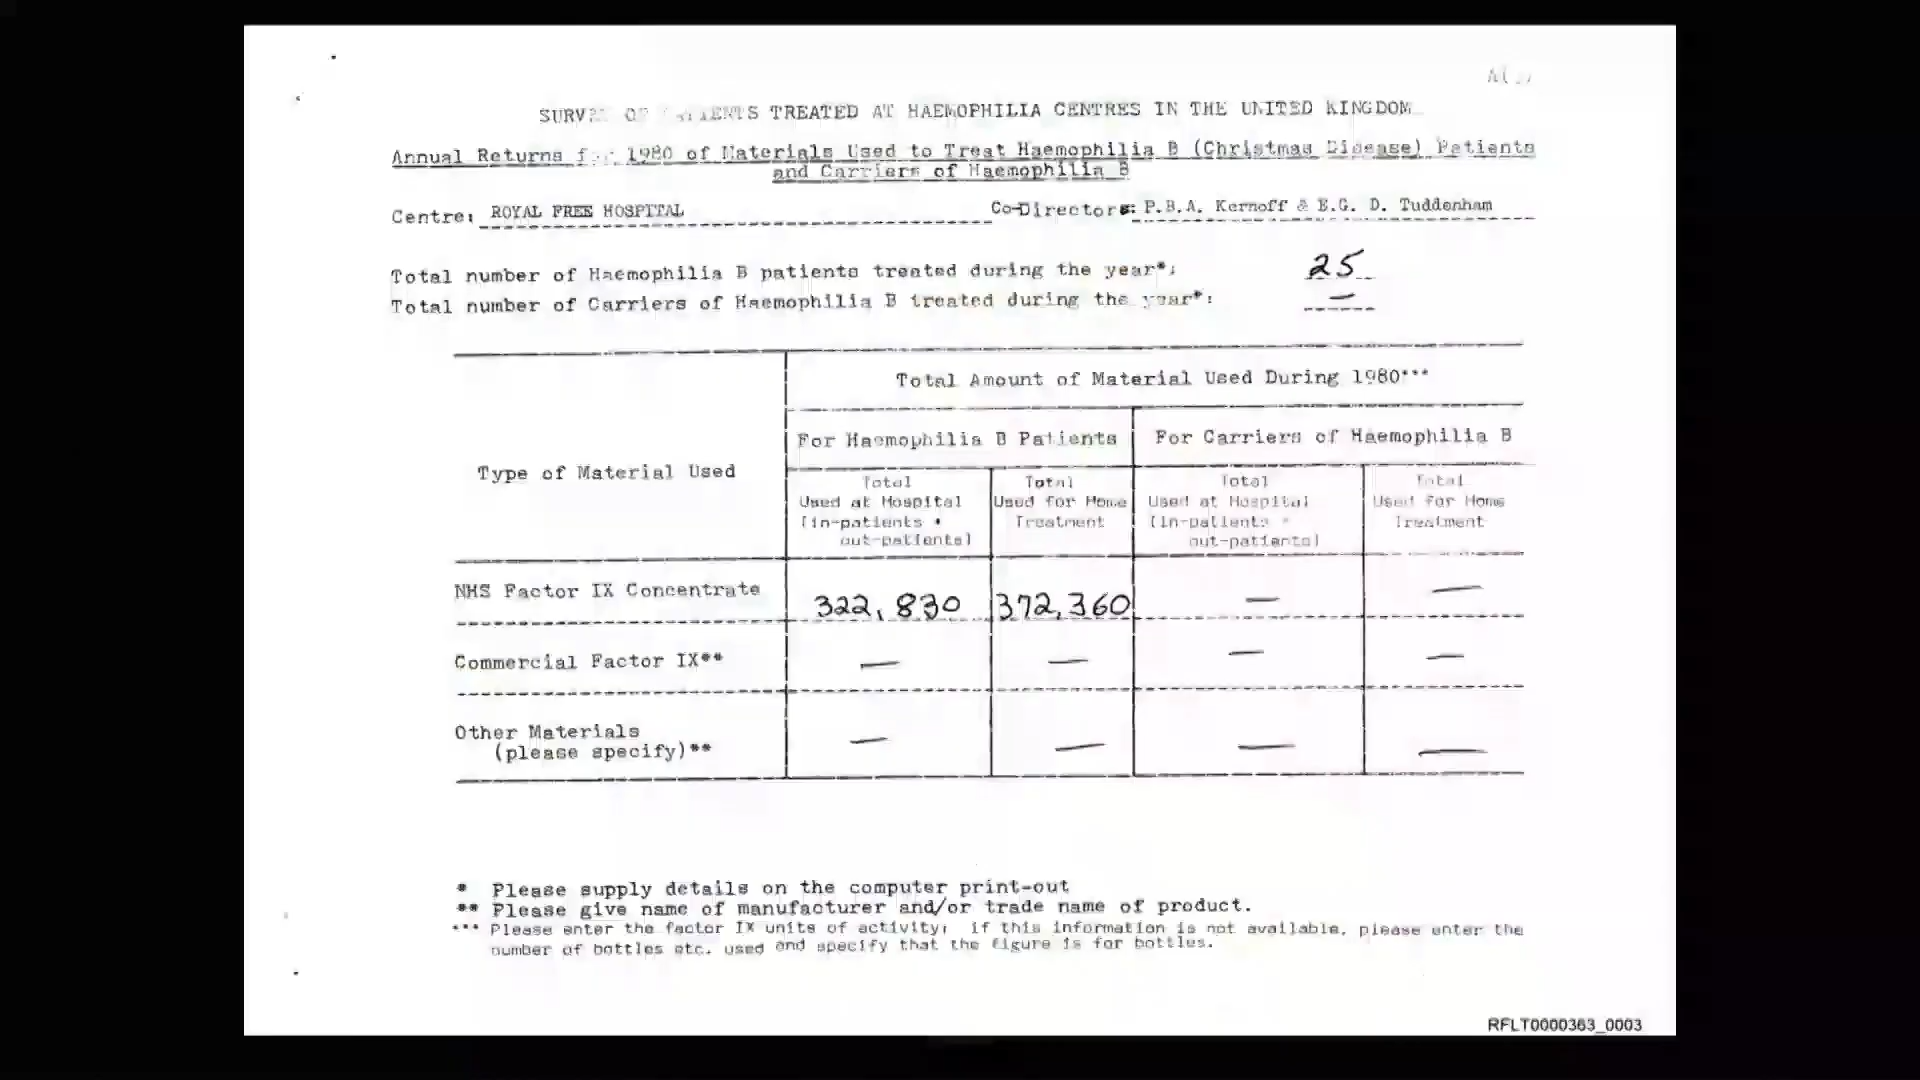 SURVEY OF PATIENTS TREATED AT HAEMOPHILIA CENTRES IN THE UNITED KINGDOM
Annual Returns for 1980 of Materials Used to Treat Haemophilia B (Christmas Disease) Patients
and Carriers of Haemophilia B
Centre: ROYAL FREE HOSPITAL Co-Directors: P.B.A. Kernoff & E.G. D. Tuddenham
Total number of Haemophilia B patients treated during the year*: 25
Total number of Carriers of Haemophilia B treated during the year*: —
Total Amount of Material Used During 1980***
For Haemophilia B Patients For Carriers of Haemophilia B
Type of Material Used
Total Total Total Total
Used at Hospital Used for Home Used at Hospital Used for Home
(in-patients + Treatment (in-patients + Treatment
out-patients) out-patients)
NHS Factor IX Concentrate 322,830 372,360 — —
Commercial Factor IX** — — — —
Other Materials
(please specify)** — — — —
* Please supply details on the computer print-out
** Please give name of manufacturer and/or trade name of product.
*** Please enter the factor IX units of activity; if this information is not available, please enter the
number of bottles etc. used and specify that the figure is for bottles.
RFLT0000363_0003